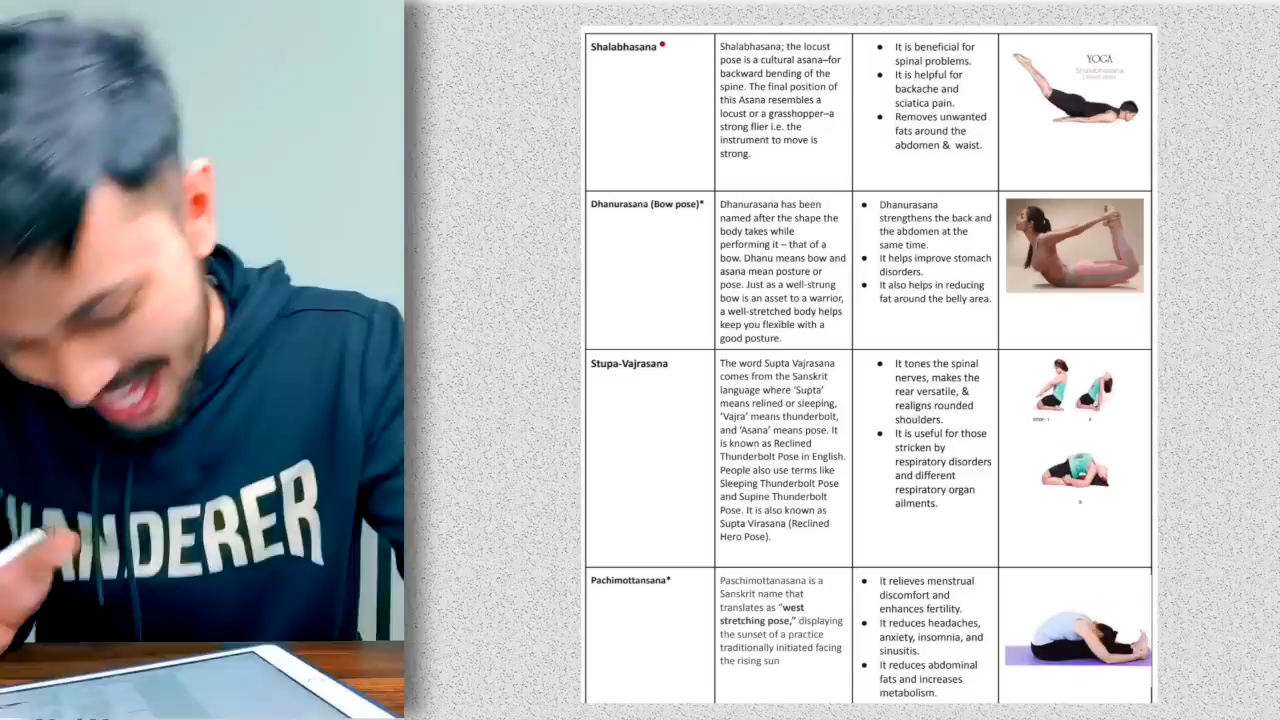 WANDERER
Shalabhasana
Shalabhasana; the locust
pose is a cultural asana–for
backward bending of the
spine. The final position of
this Asana resembles a
locust or a grasshopper–a
strong flier i.e. the
instrument to move is
strong.
● It is beneficial for
spinal problems.
● It is helpful for
backache and
sciatica pain.
● Removes unwanted
fats around the
abdomen & waist.
YOGA
Shalabhasana
Dhanurasana (Bow pose)*
Dhanurasana has been
named after the shape the
body takes while
performing it – that of a
bow. Dhanu means bow and
asana mean posture or
pose. Just as a well-strung
bow is an asset to a warrior,
a well-stretched body helps
keep you flexible with a
good posture.
● Dhanurasana
strengthens the back and
the abdomen at the
same time.
● It helps improve stomach
disorders.
● It also helps in reducing
fat around the belly area.
Stupa-Vajrasana
The word Supta Vajrasana
comes from the Sanskrit
language where ‘Supta’
means relined or sleeping,
‘Vajra’ means thunderbolt,
and ‘Asana’ means pose. It
is known as Reclined
Thunderbolt Pose in English.
People also use terms like
Sleeping Thunderbolt Pose
and Supine Thunderbolt
Pose. It is also known as
Supta Virasana (Reclined
Hero Pose).
● It tones the spinal
nerves, makes the
rear versatile, &
realigns rounded
shoulders.
● It is useful for those
stricken by
respiratory disorders
and different
respiratory organ
ailments.
STEP : 1 2
3
Pachimottansana*
Paschimottanasana is a
Sanskrit name that
translates as “west
stretching pose,” displaying
the sunset of a practice
traditionally initiated facing
the rising sun
● It relieves menstrual
discomfort and
enhances fertility.
● It reduces headaches,
anxiety, insomnia, and
sinusitis.
● It reduces abdominal
fats and increases
metabolism.